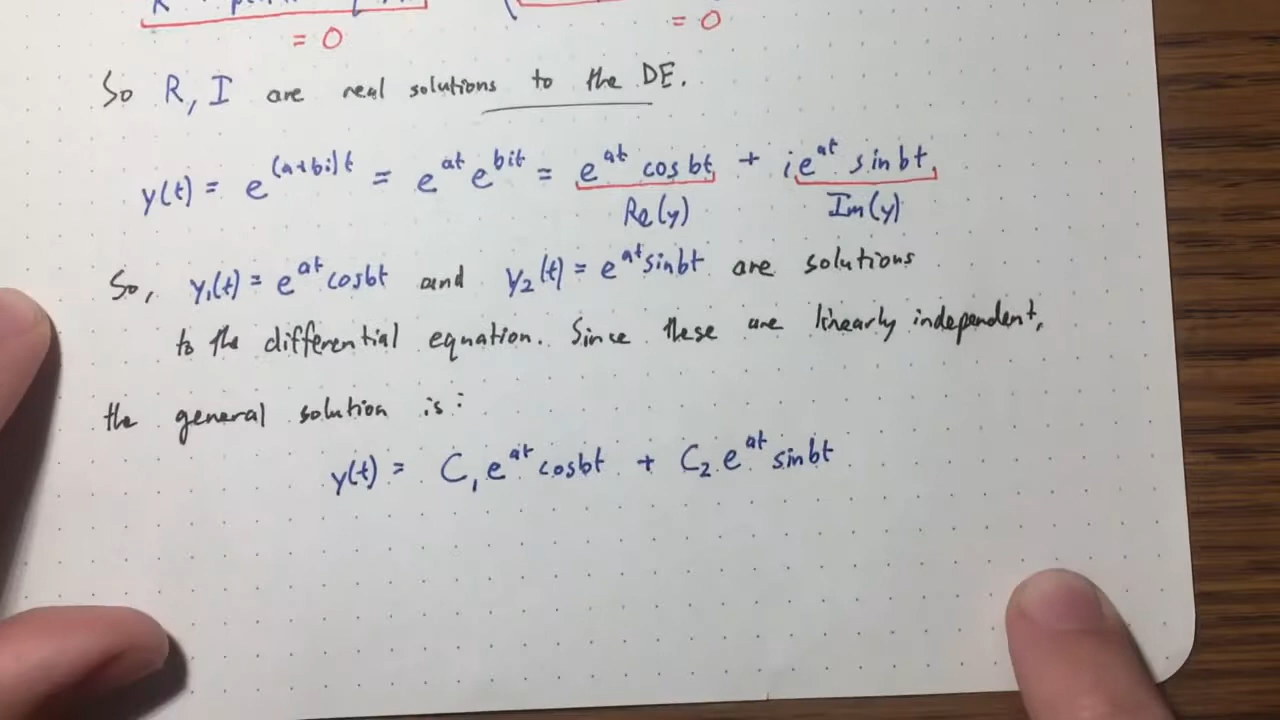 = 0
= 0
So R, I are real solutions to the DE.
y(t) = e^{(a+bi)t} = e^{at} e^{bit} = e^{at} cos bt + i e^{at} sin bt
Re(y) Im(y)
So, y₁(t) = e^{at} cosbt and y₂(t) = e^{at} sinbt are solutions
to the differential equation. Since these are linearly independent,
the general solution is:
y(t) = C₁ e^{at} cosbt + C₂ e^{at} sinbt